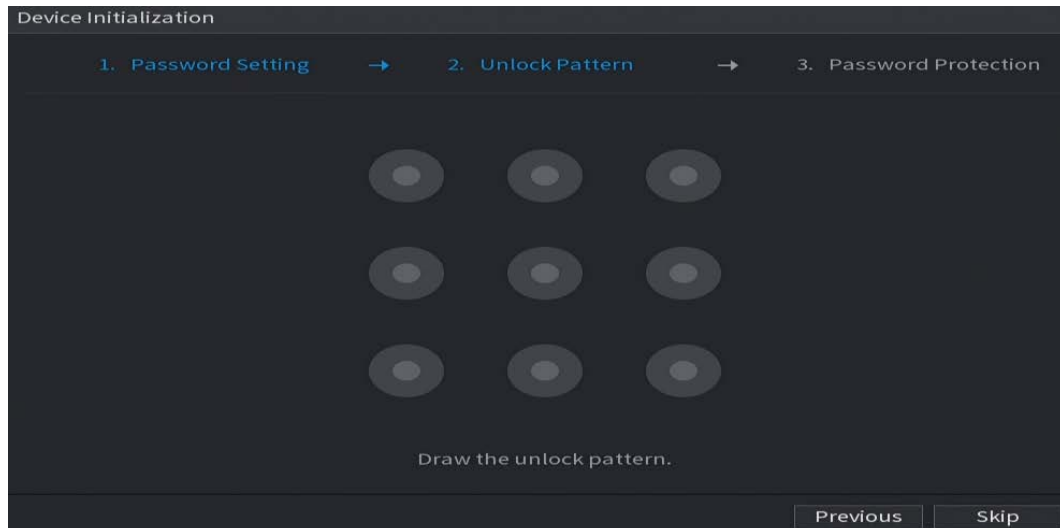 Device Initialization
1. Password Setting → 2. Unlock Pattern → 3. Password Protection
Draw the unlock pattern.
Previous Skip